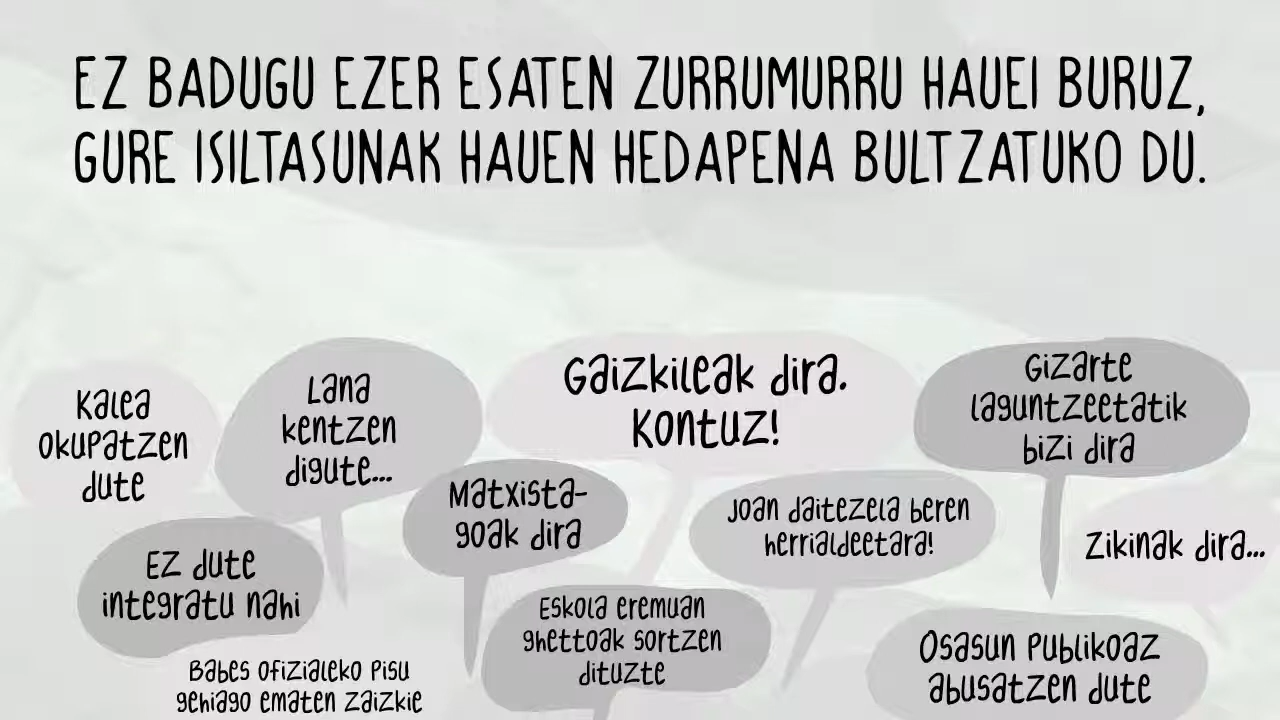 EZ BADUGU EZER ESATEN ZURRUMURRU HAUEI BURUZ,
GURE ISILTASUNAK HAUEN HEDAPENA BULTZATUKO DU.
Kalea
okupatzen
dute
Lana
kentzen
digute...
Gaizkileak dira.
Kontuz!
Gizarte
laguntzeetatik
bizi dira
Matxista-
goak dira
Joan daitezela beren
herrialdeetara!
Zikinak dira...
Ez dute
integratu nahi
Eskola eremuan
ghettoak sortzen
dituzte
Osasun Publikoaz
abusatzen dute
Babes ofizialeko pisu
gehiago ematen zaizkie